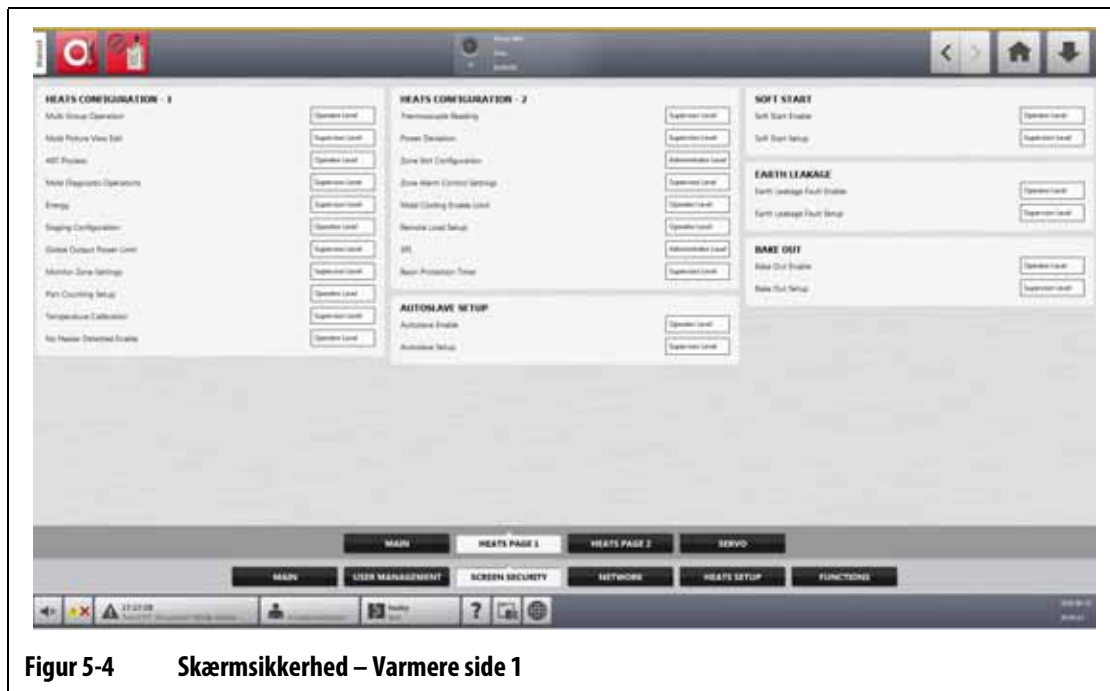 HEATS CONFIGURATION - 1
Multi Group Operation
Operator Level
Mold Picture View Edit
Supervisor Level
ART Process
Operator Level
Mold Diagnostic Operations
Supervisor Level
Energy
Supervisor Level
Staging Configuration
Operator Level
Global Output Power Limit
Supervisor Level
Monitor Zone Settings
Supervisor Level
Part Counting Setup
Operator Level
Temperature Calibration
Supervisor Level
No Heater Detected Enable
Operator Level
HEATS CONFIGURATION - 2
Thermocouple Reading
Supervisor Level
Power Deviation
Supervisor Level
Zone Slot Configuration
Administrator Level
Zone Alarm Control Settings
Supervisor Level
Mold Cooling Enable Limit
Operator Level
Remote Load Setup
Operator Level
Administrator Level
Resin Protection Timer
Supervisor Level
AUTOSLAVE SETUP
Autoslave Enable
Operator Level
Autoslave Setup
Supervisor Level
SOFT START
Soft Start Enable
Operator Level
Soft Start Setup
Supervisor Level
EARTH LEAKAGE
Earth Leakage Fault Enable
Operator Level
Earth Leakage Fault Setup
Supervisor Level
BAKE OUT
Bake Out Enable
Operator Level
Bake Out Setup
Supervisor Level
MAIN HEATS PAGE 1 HEATS PAGE 2 SERVO
MAIN USER MANAGEMENT SCREEN SECURITY NETWORK HEATS SETUP FUNCTIONS
Husky
?
Figur 5-4 Skærmsikkerhed – Varmere side 1